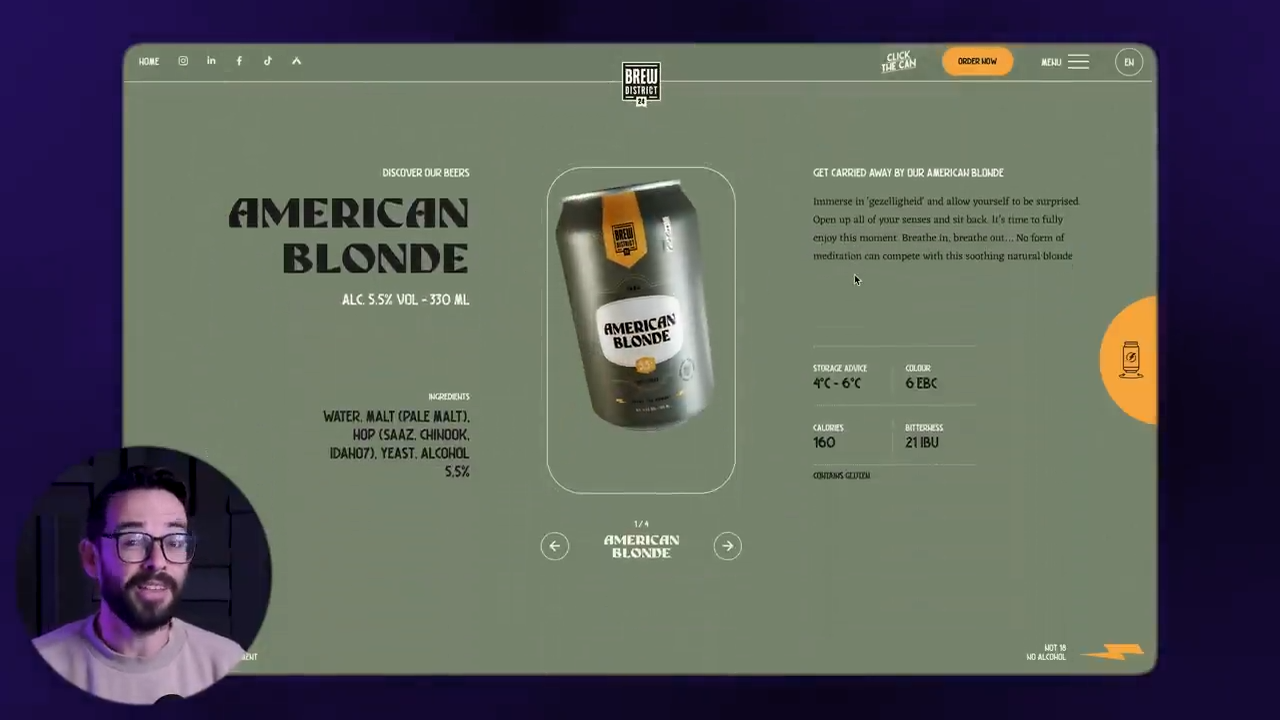 HOME
CLICK
THE CAN
ORDER NOW
MENU
EN
BREW
DISTRICT
24
DISCOVER OUR BEERS
AMERICAN
BLONDE
ALC. 5.5% VOL - 330 ML
INGREDIENTS
WATER, MALT (PALE MALT),
HOP (SAAZ, CHINOOK,
IDAHO7), YEAST, ALCOHOL
5,5%
BREW
DISTRICT
AMERICAN
BLONDE
5.5
1/4
AMERICAN
BLONDE
GET CARRIED AWAY BY OUR AMERICAN BLONDE
Immerse in 'gezelligheid' and allow yourself to be surprised.
Open up all of your senses and sit back. It's time to fully
enjoy this moment. Breathe in, breathe out... No form of
meditation can compete with this soothing natural blonde
STORAGE ADVICE
4°C - 6°C
COLOUR
6 EBC
CALORIES
160
BITTERNESS
21 IBU
CONTAINS GLUTEN
NOT 18
NO ALCOHOL